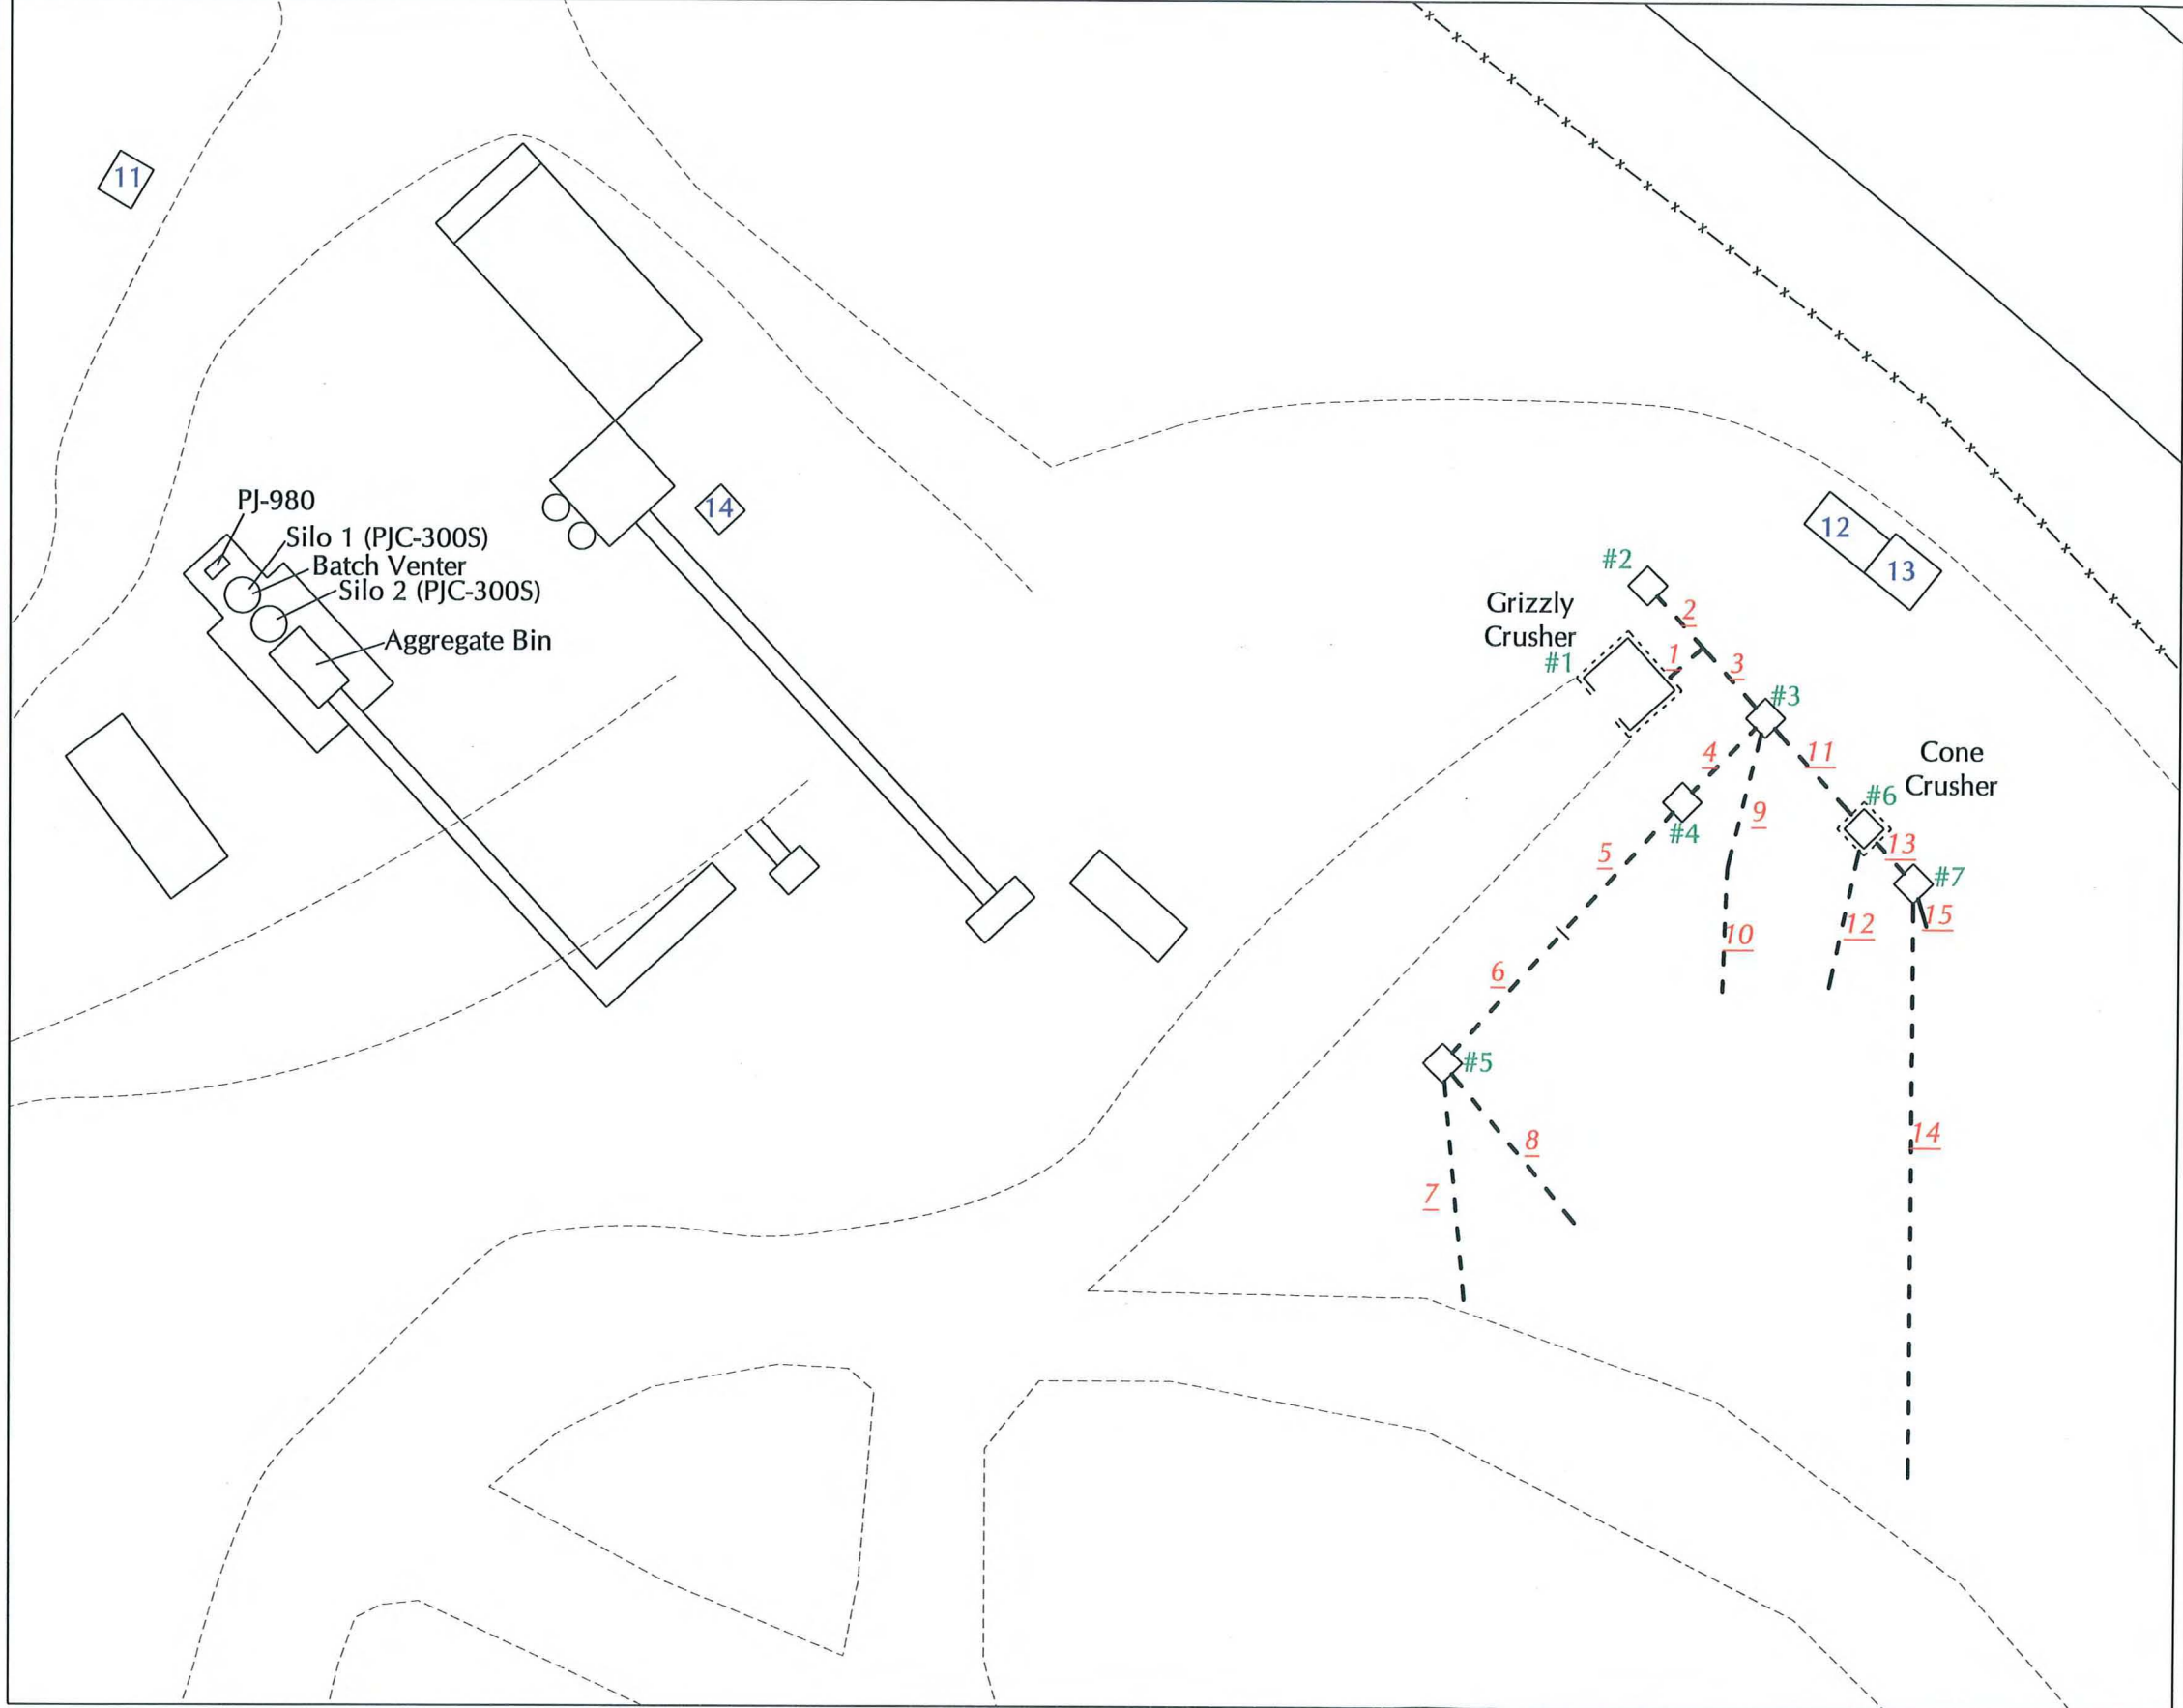 11
PJ-980
Silo 1 (PJC-300S)
Batch Venter
Silo 2 (PJC-300S)
Aggregate Bin
14
12
13
#2
2
Grizzly
Crusher
#1
1
3
#3
4
11
Cone
Crusher
#6
#4
9
5
13
#7
15
12
10
6
#5
8
14
7